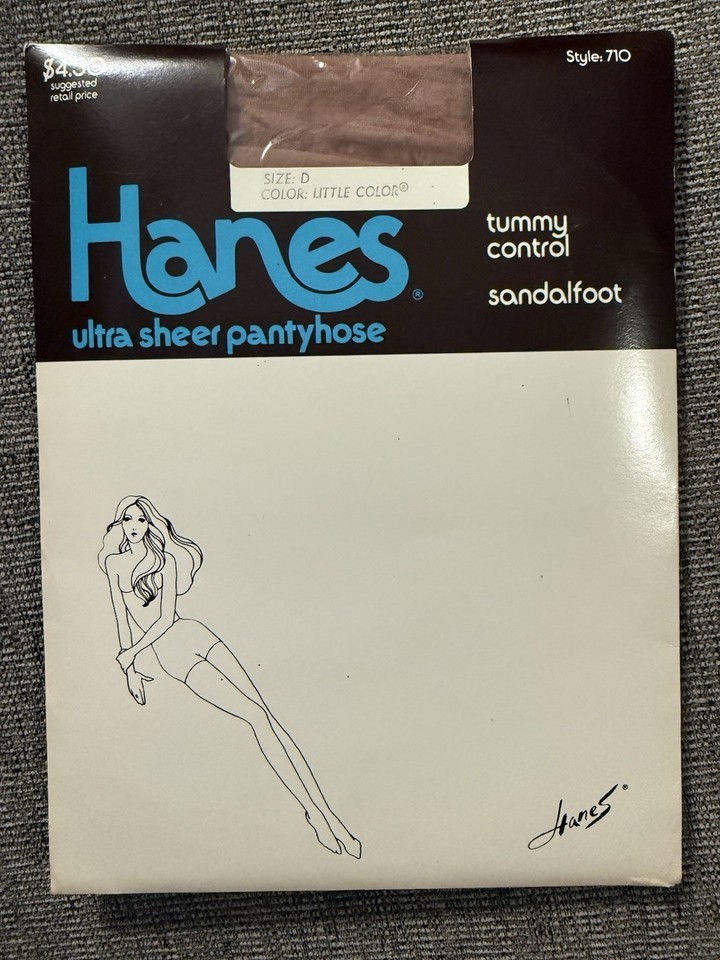 $4.50
suggested
retail price
Style: 710
SIZE: D
COLOR: LITTLE COLOR®
Hanes®
ultra sheer pantyhose
tummy
control
sandalfoot
Hanes®